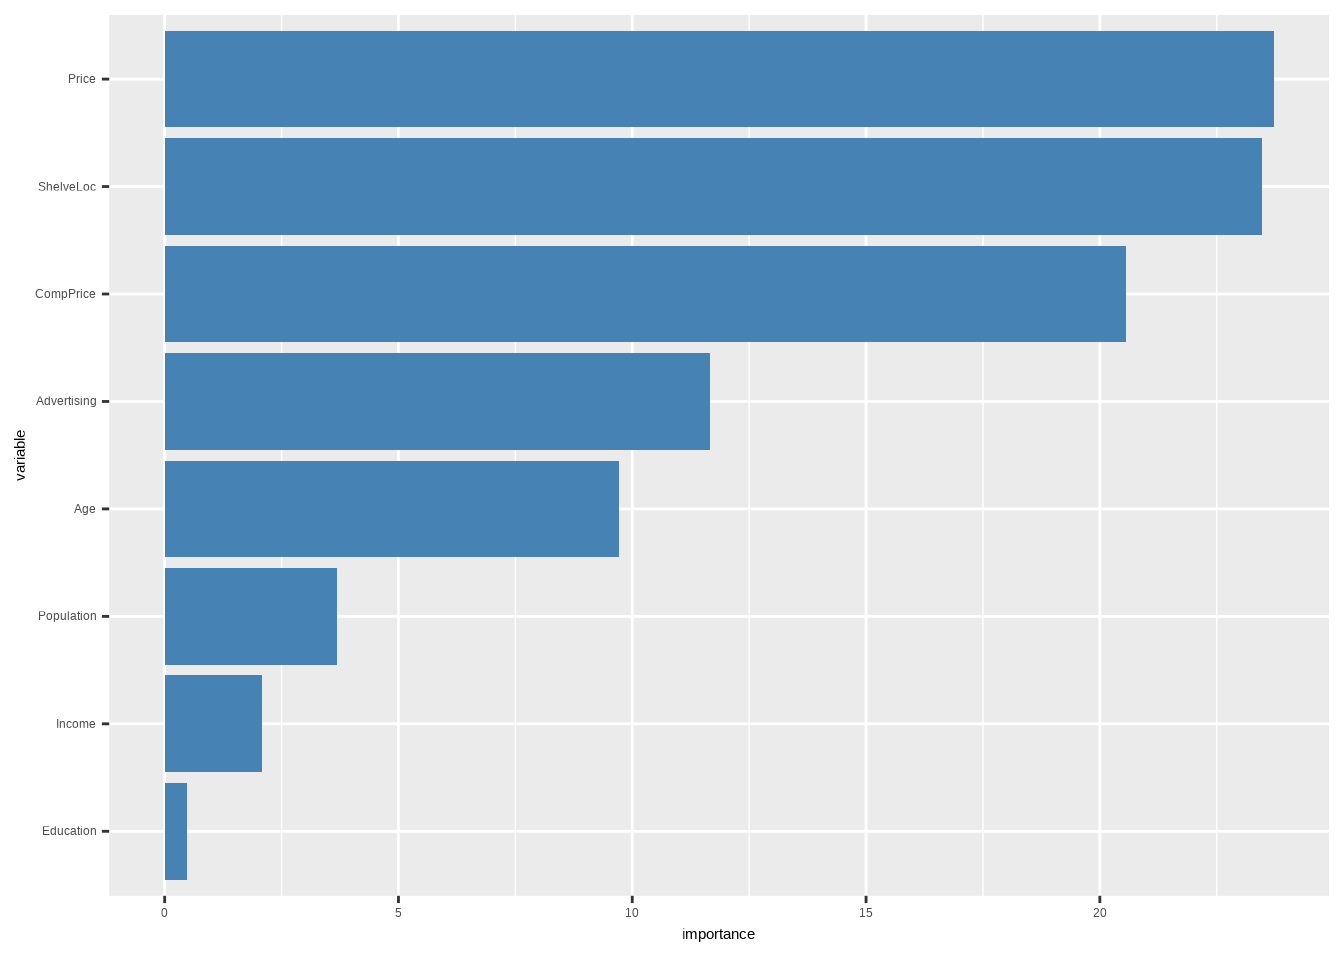 Price
ShelveLoc
CompPrice
Advertising
Age
Population
Income
Education
variable
0 5 10 15 20
importance